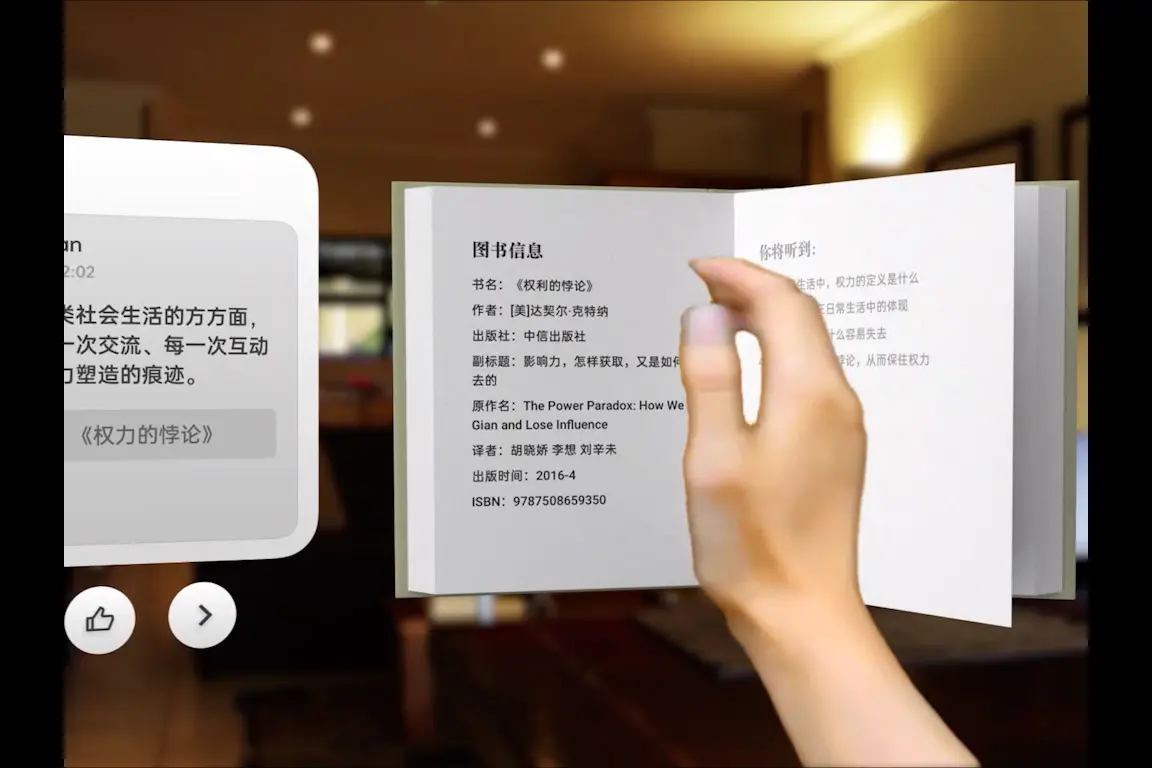 an
2:02
类社会生活的方方面，
一次交流、每一次互动
力塑造的痕迹。
《权力的悖论》
图书信息
书名：《权利的悖论》
作者：[美]达契尔·克特纳
出版社：中信出版社
副标题：影响力，怎样获取，又是如何
去的
原作名：The Power Paradox: How We
Gian and Lose Influence
译者：胡晓娇 李想 刘辛未
出版时间：2016-4
ISBN：9787508659350
你将听到：
生活中，权力的定义是什么
在日常生活中的体现
什么容易失去
悖论，从而保住权力